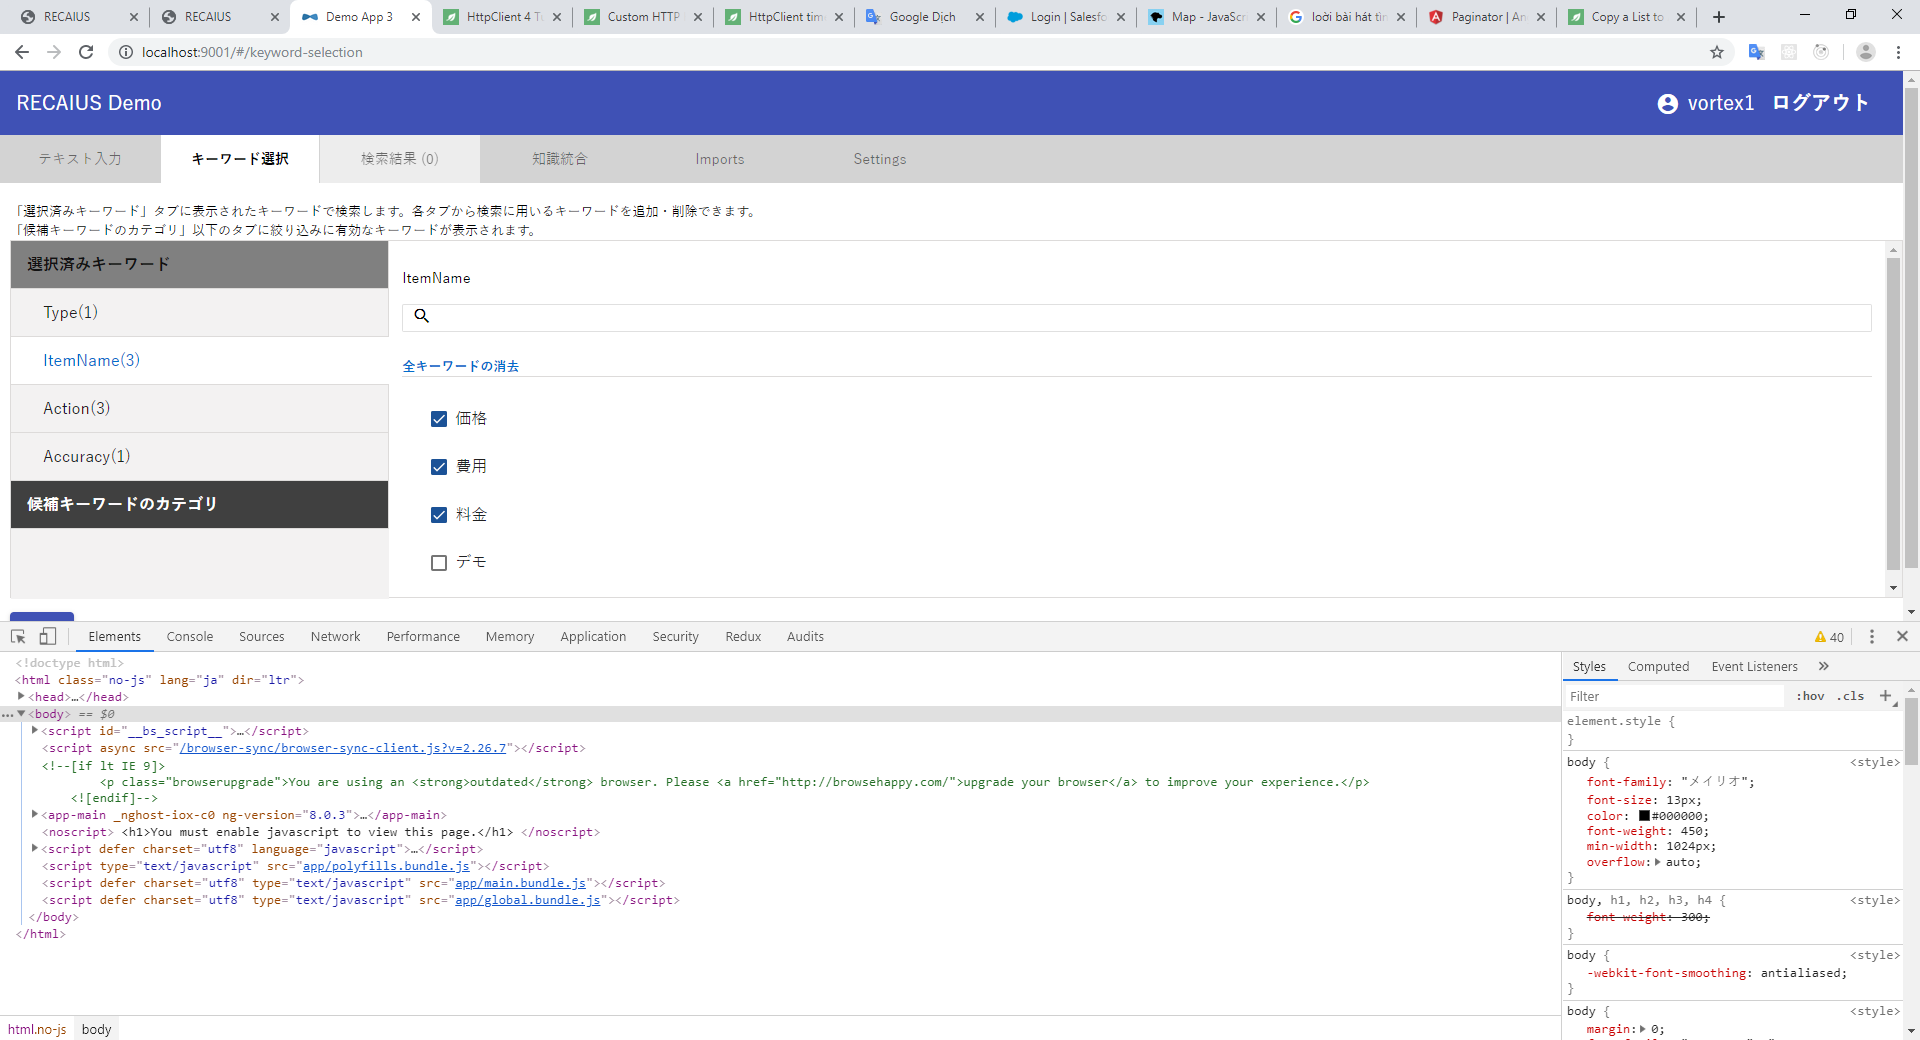 RECAIUS
RECAIUS
Demo App 3
HttpClient 4 T
Custom HTTP
HttpClient tim
Google Dịch
Login | Salesfo
Map - JavaScri
loời bài hát tìn
Paginator | An
Copy a List to
localhost:9001/#/keyword-selection
RECAIUS Demo
vortex1 ログアウト
テキスト入力
キーワード選択
検索結果 (0)
知識統合
Imports
Settings
「選択済みキーワード」タブに表示されたキーワードで検索します。各タブから検索に用いるキーワードを追加・削除できます。
「候補キーワードのカテゴリ」以下のタブに絞り込みに有効なキーワードが表示されます。
選択済みキーワード
Type(1)
ItemName(3)
Action(3)
Accuracy(1)
候補キーワードのカテゴリ
ItemName
全キーワードの消去
価格
費用
料金
デモ
Elements
Console
Sources
Network
Performance
Memory
Application
Security
Redux
Audits
40
<!doctype html>
<html class="no-js" lang="ja" dir="ltr">
<head>…</head>
<body> == $0
<script id="__bs_script__">…</script>
<script async src="/browser-sync/browser-sync-client.js?v=2.26.7"></script>
<!--[if lt IE 9]>
<p class="browserupgrade">You are using an <strong>outdated</strong> browser. Please <a href="http://browsehappy.com/">upgrade your browser</a> to improve your experience.</p>
<![endif]-->
<app-main _nghost-iox-c0 ng-version="8.0.3">…</app-main>
<noscript> <h1>You must enable javascript to view this page.</h1> </noscript>
<script defer charset="utf8" language="javascript">…</script>
<script type="text/javascript" src="app/polyfills.bundle.js"></script>
<script defer charset="utf8" type="text/javascript" src="app/main.bundle.js"></script>
<script defer charset="utf8" type="text/javascript" src="app/global.bundle.js"></script>
</body>
</html>
html.no-js body
Styles
Computed
Event Listeners
Filter
:hov .cls
element.style {
}
body { <style>
font-family: "メイリオ";
font-size: 13px;
color: #000000;
font-weight: 450;
min-width: 1024px;
overflow: auto;
}
body, h1, h2, h3, h4 { <style>
font-weight: 300;
}
body { <style>
-webkit-font-smoothing: antialiased;
}
body { <style>
margin: 0;